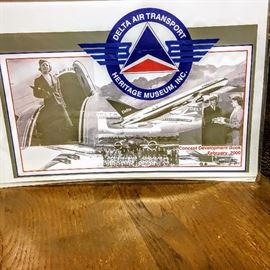 DELTA AIR TRANSPORT
HERITAGE MUSEUM, INC.
Concept Development Book
February, 2000